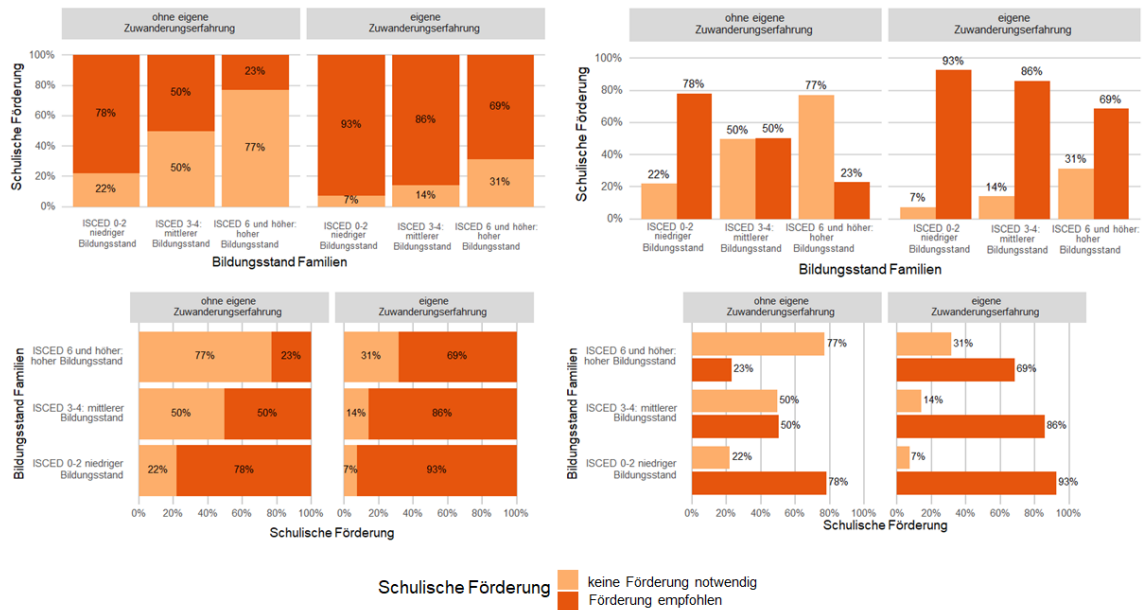 ohne eigene
Zuwanderungserfahrung
eigene
Zuwanderungserfahrung
Schulische Förderung
100%
80%
60%
40%
20%
0%
78%
22%
50%
50%
23%
77%
93%
7%
86%
14%
69%
31%
ISCED 0-2
niedriger
Bildungsstand
ISCED 3-4:
mittlerer
Bildungsstand
ISCED 6 und höher:
hoher
Bildungsstand
ISCED 0-2
niedriger
Bildungsstand
ISCED 3-4:
mittlerer
Bildungsstand
ISCED 6 und höher:
hoher
Bildungsstand
Bildungsstand Familien
ohne eigene
Zuwanderungserfahrung
eigene
Zuwanderungserfahrung
Schulische Förderung
100%
80%
60%
40%
20%
0%
22%
78%
50%
50%
77%
23%
7%
93%
14%
86%
31%
69%
ISCED 0-2
niedriger
Bildungsstand
ISCED 3-4:
mittlerer
Bildungsstand
ISCED 6 und höher:
hoher
Bildungsstand
ISCED 0-2
niedriger
Bildungsstand
ISCED 3-4:
mittlerer
Bildungsstand
ISCED 6 und höher:
hoher
Bildungsstand
Bildungsstand Familien
ohne eigene
Zuwanderungserfahrung
eigene
Zuwanderungserfahrung
Bildungsstand Familien
ISCED 6 und höher:
hoher Bildungsstand
77%
23%
31%
69%
ISCED 3-4: mittlerer
Bildungsstand
50%
50%
14%
86%
ISCED 0-2 niedriger
Bildungsstand
22%
78%
7%
93%
0%
20%
40%
60%
80%
100%
0%
20%
40%
60%
80%
100%
Schulische Förderung
ohne eigene
Zuwanderungserfahrung
eigene
Zuwanderungserfahrung
Bildungsstand Familien
ISCED 6 und höher:
hoher Bildungsstand
77%
23%
31%
69%
ISCED 3-4: mittlerer
Bildungsstand
50%
50%
14%
86%
ISCED 0-2 niedriger
Bildungsstand
22%
78%
7%
93%
0%
20%
40%
60%
80%
100%
0%
20%
40%
60%
80%
100%
Schulische Förderung
Schulische Förderung
keine Förderung notwendig
Förderung empfohlen